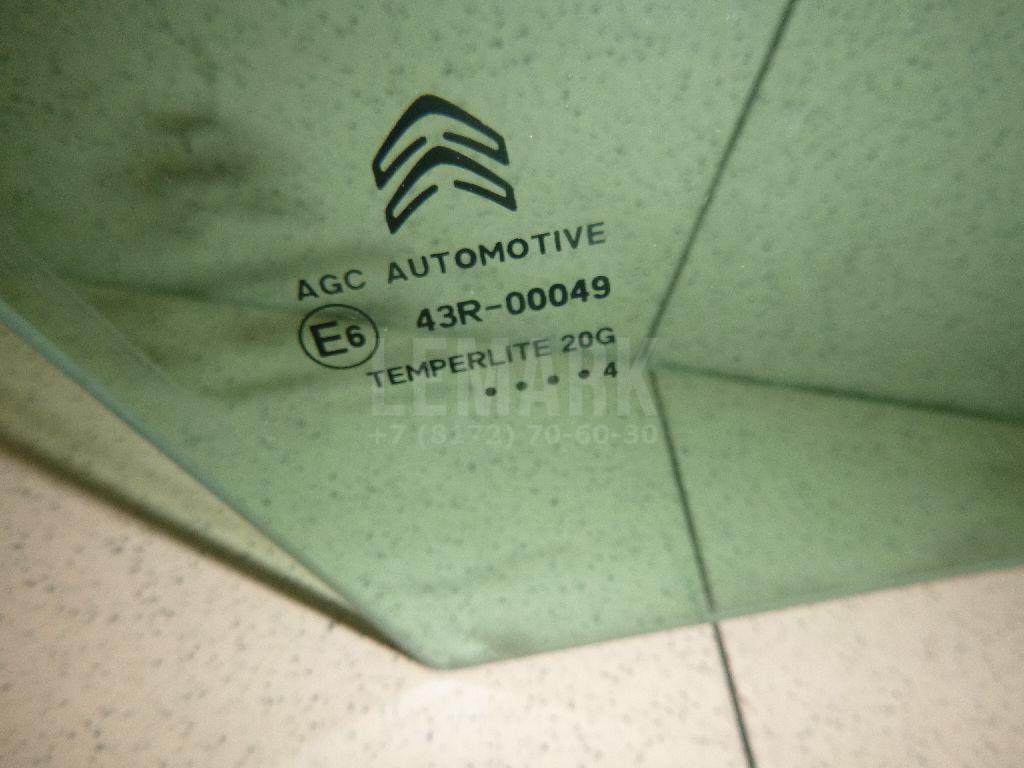 AGC AUTOMOTIVE
E6 43R-00049
TEMPERLITE 20G
• • • • 4
LEMARK
+7 (8172) 70-60-30